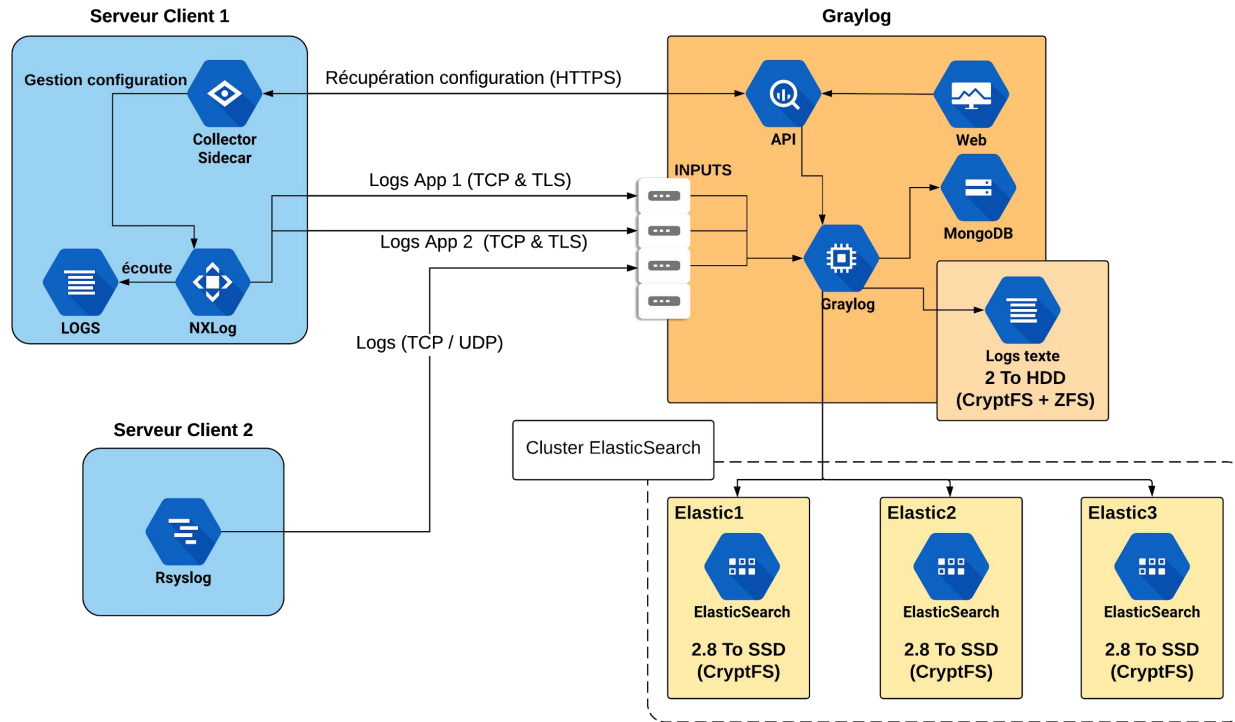 Serveur Client 1
Graylog
Gestion configuration
Récupération configuration (HTTPS)
Collector
Sidecar
API
Web
INPUTS
Logs App 1 (TCP & TLS)
MongoDB
Logs App 2  (TCP & TLS)
écoute
LOGS
NXLog
Graylog
Logs (TCP / UDP)
Logs texte
2 To HDD
(CryptFS + ZFS)
Serveur Client 2
Cluster ElasticSearch
Rsyslog
Elastic1
Elastic2
Elastic3
ElasticSearch
ElasticSearch
ElasticSearch
2.8 To SSD
(CryptFS)
2.8 To SSD
(CryptFS)
2.8 To SSD
(CryptFS)